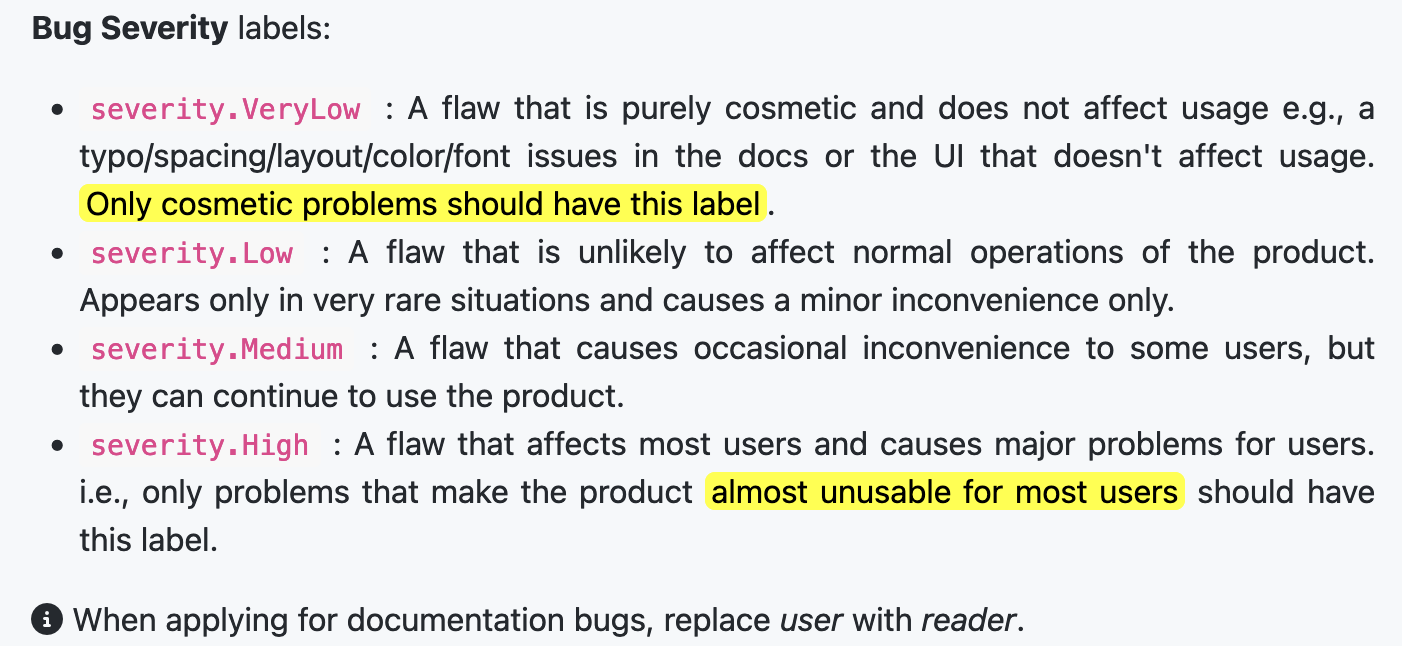 Bug Severity labels:
• severity.VeryLow : A flaw that is purely cosmetic and does not affect usage e.g., a
typo/spacing/layout/color/font issues in the docs or the UI that doesn't affect usage.
Only cosmetic problems should have this label.
• severity.Low : A flaw that is unlikely to affect normal operations of the product.
Appears only in very rare situations and causes a minor inconvenience only.
• severity.Medium : A flaw that causes occasional inconvenience to some users, but
they can continue to use the product.
• severity.High : A flaw that affects most users and causes major problems for users.
i.e., only problems that make the product almost unusable for most users should have
this label.
When applying for documentation bugs, replace user with reader.